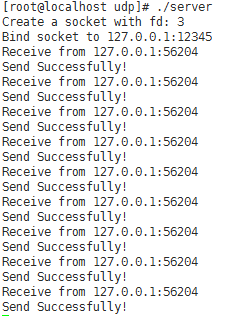 [root@localhost udp]# ./server
Create a socket with fd: 3
Bind socket to 127.0.0.1:12345
Receive from 127.0.0.1:56204
Send Successfully!
Receive from 127.0.0.1:56204
Send Successfully!
Receive from 127.0.0.1:56204
Send Successfully!
Receive from 127.0.0.1:56204
Send Successfully!
Receive from 127.0.0.1:56204
Send Successfully!
Receive from 127.0.0.1:56204
Send Successfully!
Receive from 127.0.0.1:56204
Send Successfully!
Receive from 127.0.0.1:56204
Send Successfully!
Receive from 127.0.0.1:56204
Send Successfully!